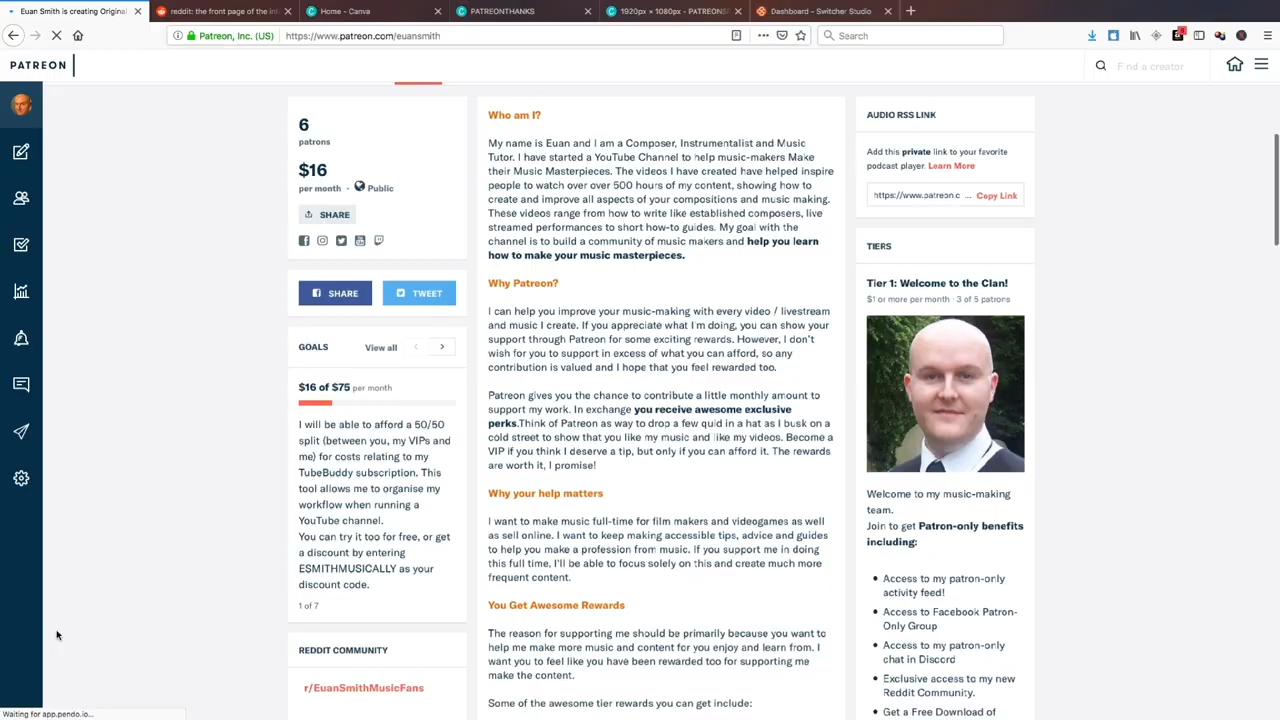 Euan Smith is creating Original
reddit: the front page of the int
Home - Canva
PATREONTHANKS
1920px × 1080px - PATREONS
Dashboard - Switcher Studio
Patreon, Inc. (US)
https://www.patreon.com/euansmith
Search
PATREON
Find a creator
6
patrons
$16
per month · Public
SHARE
SHARE
TWEET
GOALS
View all
$16 of $75 per month
I will be able to afford a 50/50
split (between you, my VIPs and
me) for costs relating to my
TubeBuddy subscription. This
tool allows me to organise my
workflow when running a
YouTube channel.
You can try it too for free, or get
a discount by entering
ESMITHMUSICALLY as your
discount code.
1 of 7
REDDIT COMMUNITY
r/EuanSmithMusicFans
Who am I?
My name is Euan and I am a Composer, Instrumentalist and Music
Tutor. I have started a YouTube Channel to help music-makers Make
their Music Masterpieces. The videos I have created have helped inspire
people to watch over over 500 hours of my content, showing how to
create and improve all aspects of your compositions and music making.
These videos range from how to write like established composers, live
streamed performances to short how-to guides. My goal with the
channel is to build a community of music makers and help you learn
how to make your music masterpieces.
Why Patreon?
I can help you improve your music-making with every video / livestream
and music I create. If you appreciate what I'm doing, you can show your
support through Patreon for some exciting rewards. However, I don't
wish for you to support in excess of what you can afford, so any
contribution is valued and I hope that you feel rewarded too.
Patreon gives you the chance to contribute a little monthly amount to
support my work. In exchange you receive awesome exclusive
perks.Think of Patreon as way to drop a few quid in a hat as I busk on a
cold street to show that you like my music and like my videos. Become a
VIP if you think I deserve a tip, but only if you can afford it. The rewards
are worth it, I promise!
Why your help matters
I want to make music full-time for film makers and videogames as well
as sell online. I want to keep making accessible tips, advice and guides
to help you make a profession from music. If you support me in doing
this full time, I'll be able to focus solely on this and create much more
frequent content.
You Get Awesome Rewards
The reason for supporting me should be primarily because you want to
help me make more music and content for you enjoy and learn from. I
want you to feel like you have been rewarded too for supporting me
make the content.
Some of the awesome tier rewards you can get include:
AUDIO RSS LINK
Add this private link to your favorite
podcast player. Learn More
https://www.patreon.c ... Copy Link
TIERS
Tier 1: Welcome to the Clan!
$1 or more per month · 3 of 5 patrons
Welcome to my music-making
team.
Join to get Patron-only benefits
including:
Access to my patron-only
activity feed!
Access to Facebook Patron-
Only Group
Access to my patron-only
chat in Discord
Exclusive access to my new
Reddit Community.
Get a Free Download of
Waiting for app.pendo.io...